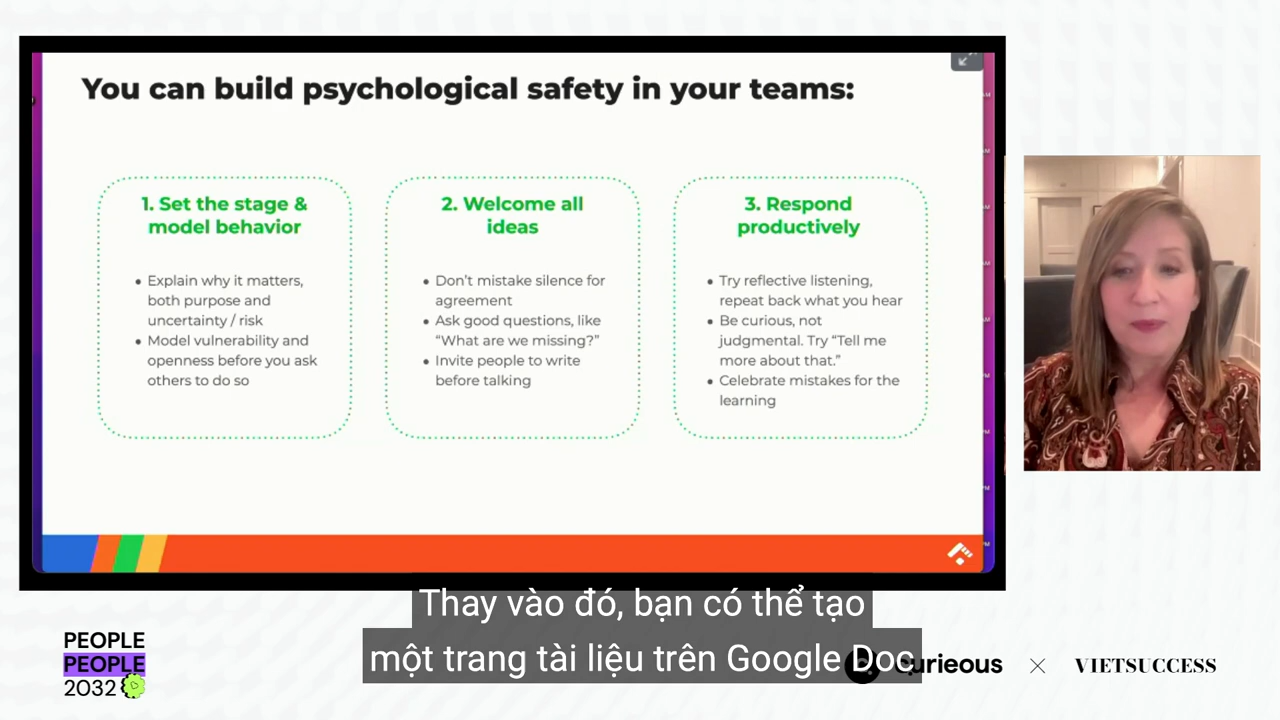 You can build psychological safety in your teams:
1. Set the stage &
model behavior
• Explain why it matters,
both purpose and
uncertainty / risk
• Model vulnerability and
openness before you ask
others to do so
2. Welcome all
ideas
• Don't mistake silence for
agreement
• Ask good questions, like
“What are we missing?”
• Invite people to write
before talking
3. Respond
productively
• Try reflective listening,
repeat back what you hear
• Be curious, not
judgmental. Try “Tell me
more about that.”
• Celebrate mistakes for the
learning
Thay vào đó, bạn có thể tạo
một trang tài liệu trên Google Doc
PEOPLE
PEOPLE
2032
curieous × VIETSUCCESS